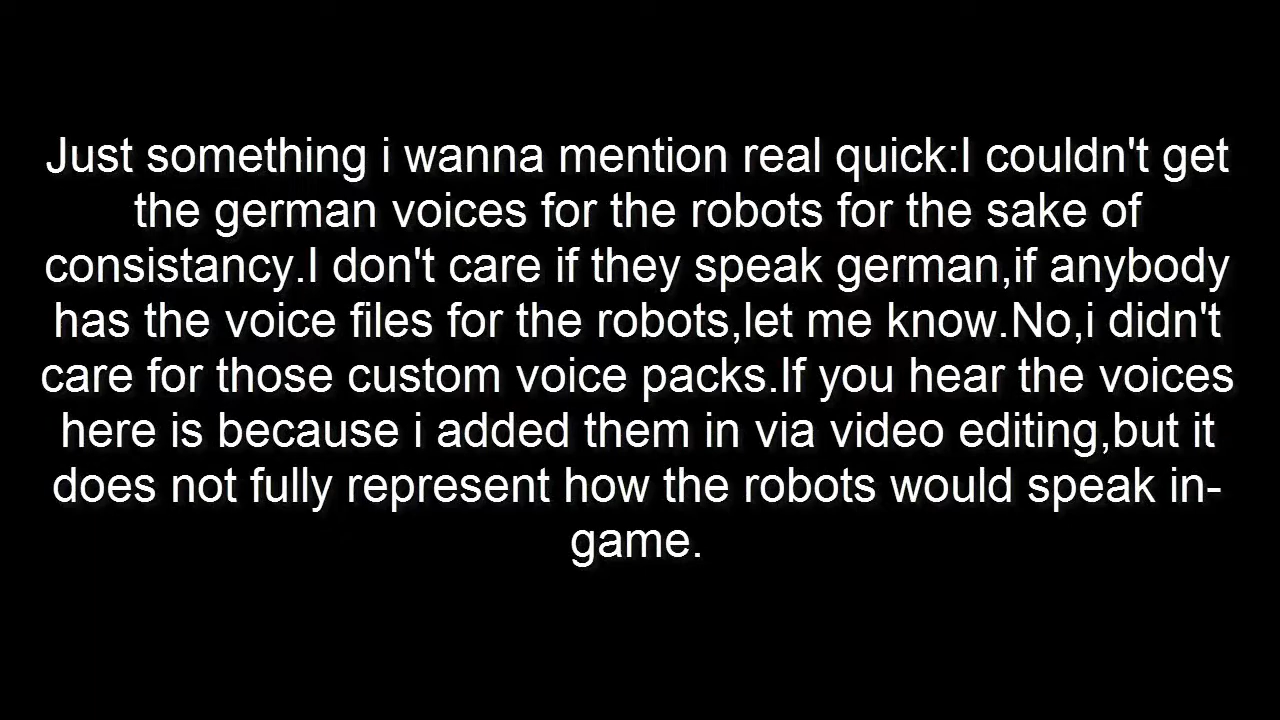 Just something i wanna mention real quick:I couldn't get
the german voices for the robots for the sake of
consistancy.I don't care if they speak german,if anybody
has the voice files for the robots,let me know.No,i didn't
care for those custom voice packs.If you hear the voices
here is because i added them in via video editing,but it
does not fully represent how the robots would speak in-
game.